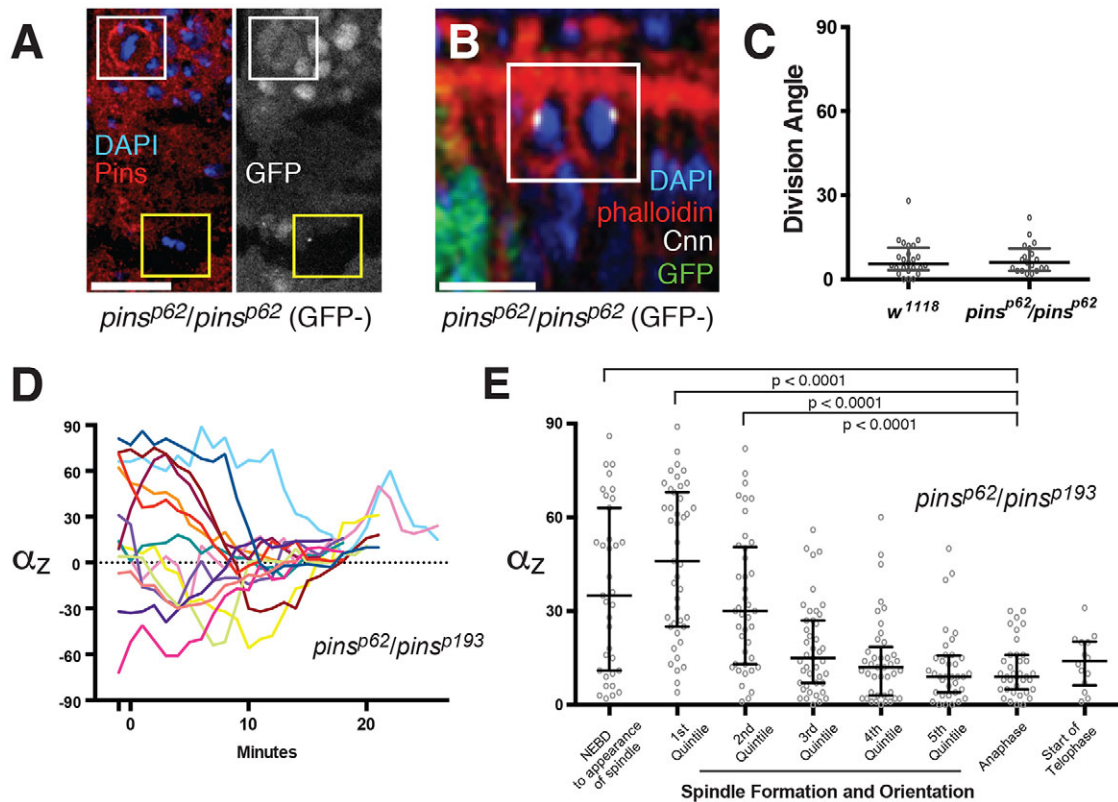 A
DAPI
Pins
GFP
pins^p62/pins^p62 (GFP-)
B
DAPI
phalloidin
Cnn
GFP
pins^p62/pins^p62 (GFP-)
C
Division Angle
90
60
30
0
w^1118
pins^p62/pins^p62
D
αz
90
60
30
0
-30
-60
-90
pins^p62/pins^p193
0
10
20
Minutes
E
p < 0.0001
p < 0.0001
p < 0.0001
pins^p62/pins^p193
αz
90
60
30
0
NEBD
to appearance
of spindle
1st
Quintile
2nd
Quintile
3rd
Quintile
4th
Quintile
5th
Quintile
Anaphase
Start of
Telophase
Spindle Formation and Orientation